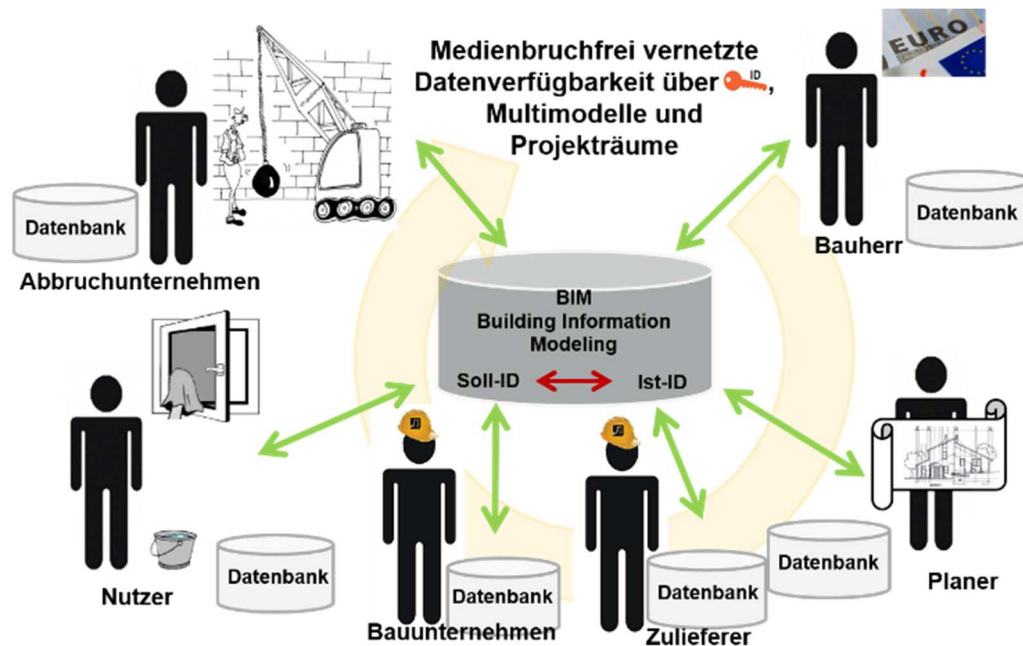 Medienbruchfrei vernetzte
Datenverfügbarkeit über ID,
Multimodelle und
Projekträume
EURO
Datenbank
Abbruchunternehmen
Datenbank
Bauherr
BIM
Building Information
Modeling
Soll-ID
Ist-ID
Datenbank
Nutzer
Datenbank
Bauunternehmen
Datenbank
Zulieferer
Datenbank
Planer